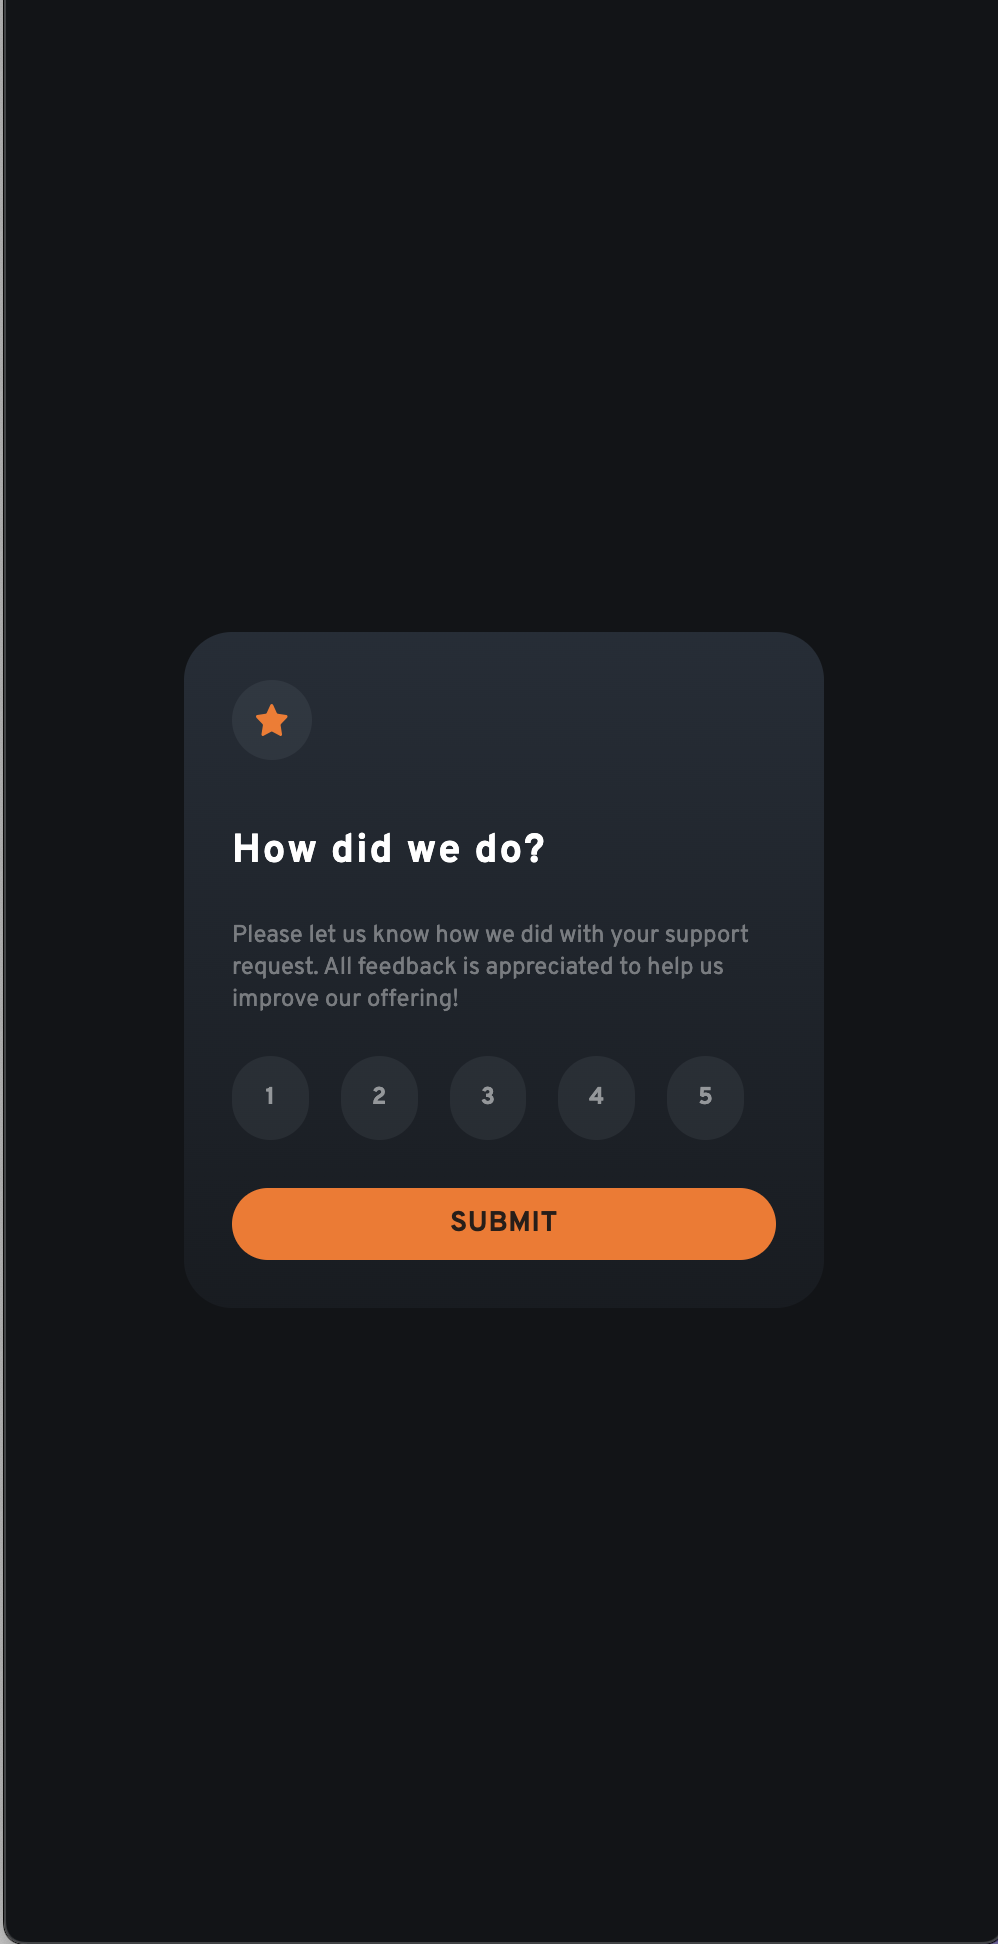 How did we do?
Please let us know how we did with your support
request. All feedback is appreciated to help us
improve our offering!
1 2 3 4 5
SUBMIT